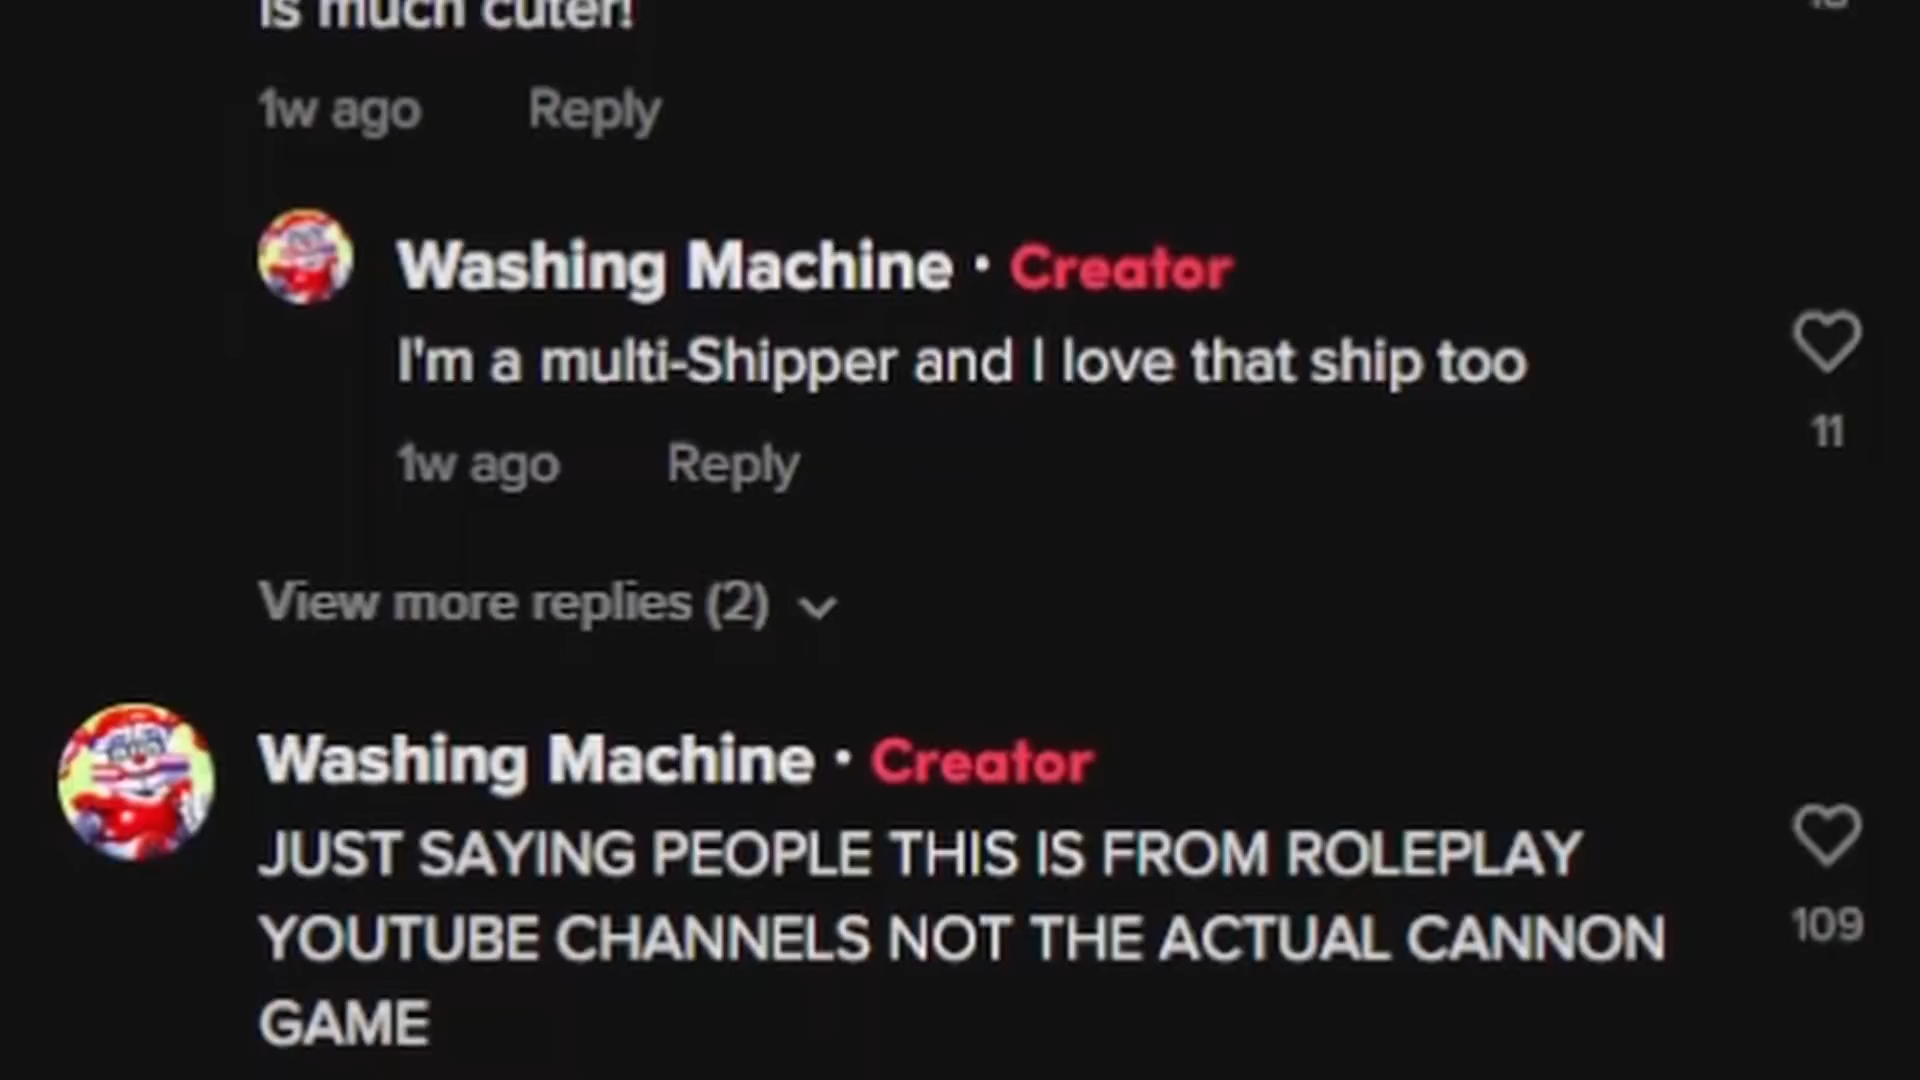 is much cuter!
1w ago Reply
Washing Machine · Creator
I'm a multi-Shipper and I love that ship too
11
1w ago Reply
View more replies (2)
Washing Machine · Creator
JUST SAYING PEOPLE THIS IS FROM ROLEPLAY
YOUTUBE CHANNELS NOT THE ACTUAL CANNON
109
GAME